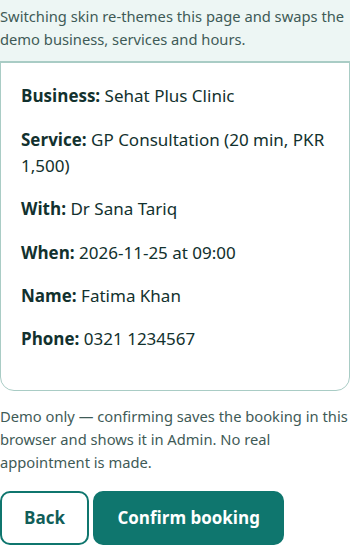 Switching skin re-themes this page and swaps the
demo business, services and hours.
Business: Sehat Plus Clinic
Service: GP Consultation (20 min, PKR
1,500)
With: Dr Sana Tariq
When: 2026-11-25 at 09:00
Name: Fatima Khan
Phone: 0321 1234567
Demo only — confirming saves the booking in this
browser and shows it in Admin. No real
appointment is made.
Back
Confirm booking